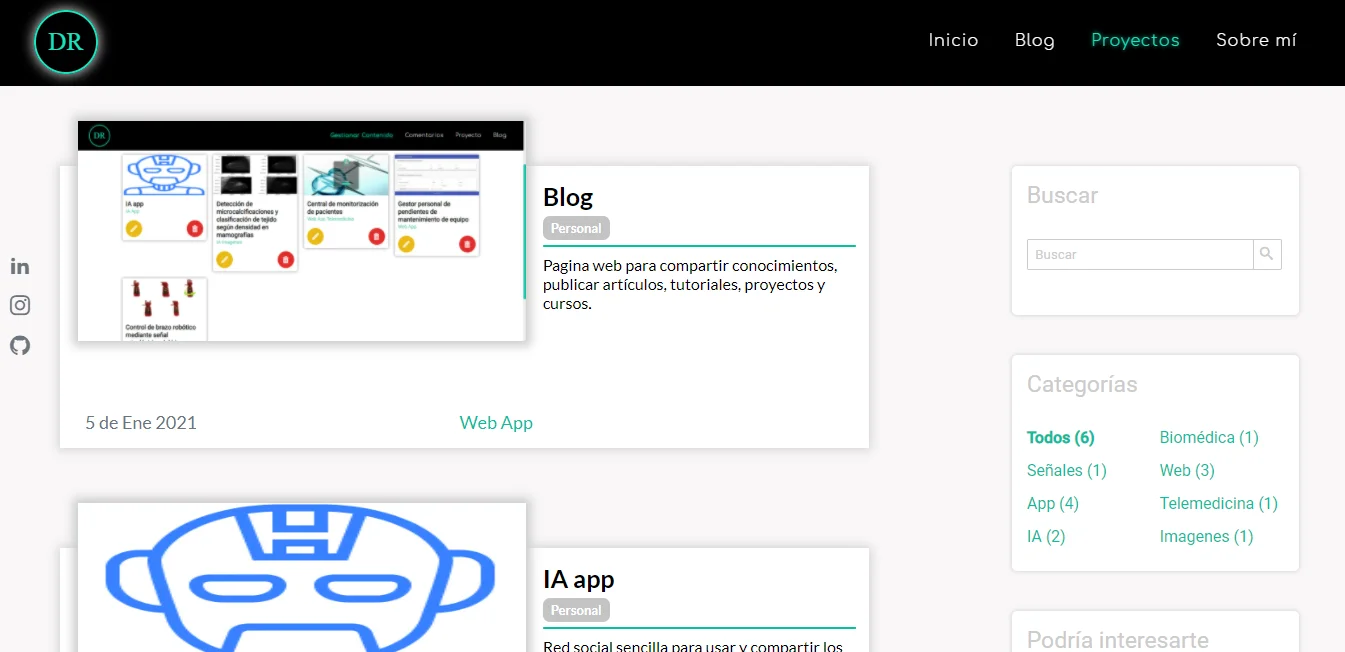 DR
Inicio Blog Proyectos Sobre mí
DR Gestionar Contenido Comentarios Proyecto Blog
IA app
IA App
Detección de
microcalcificaciones y
clasificación de tejido
según densidad en
mamografías
IA Imagenes
Central de monitorización
de pacientes
Web App Telemedicina
Gestor personal de
pendientes de
mantenimiento de equipo
Web App
Control de brazo robótico
mediante señal
Blog
Personal
Pagina web para compartir conocimientos,
publicar artículos, tutoriales, proyectos y
cursos.
5 de Ene 2021 Web App
IA app
Personal
Red social sencilla para usar y compartir los
in
Buscar
Buscar
Categorías
Todos (6) Biomédica (1)
Señales (1) Web (3)
App (4) Telemedicina (1)
IA (2) Imagenes (1)
Podría interesarte